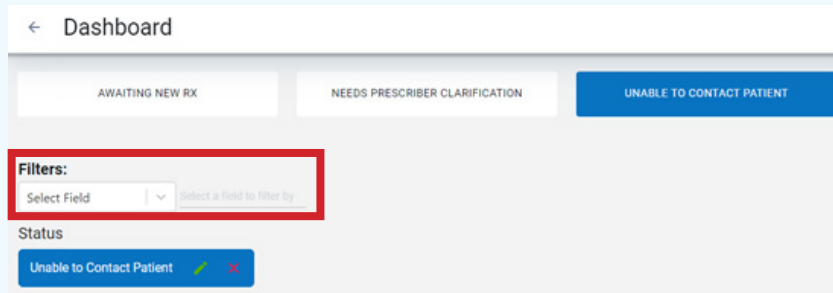 Dashboard
AWAITING NEW RX NEEDS PRESCRIBER CLARIFICATION UNABLE TO CONTACT PATIENT
Filters:
Select Field Select a field to filter by
Status
Unable to Contact Patient